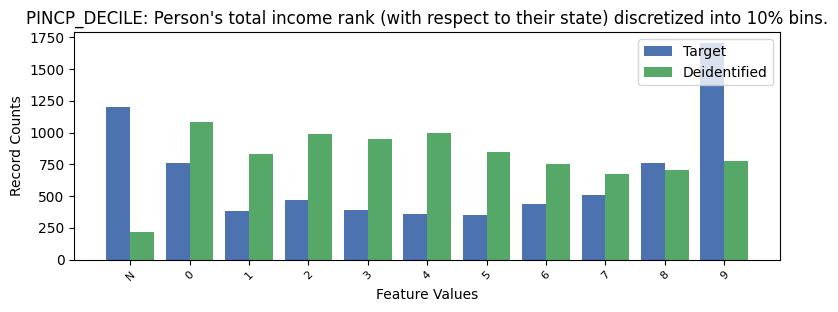 PINCP_DECILE: Person's total income rank (with respect to their state) discretized into 10% bins.
1750
1500
1250
1000
750
500
250
0
Record Counts
Target
Deidentified
N 0 1 2 3 4 5 6 7 8 9
Feature Values